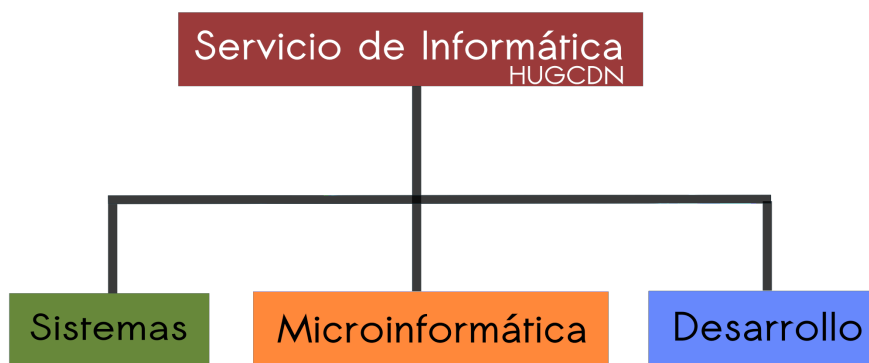 Servicio de Informática
HUGCDN
Sistemas
Microinformática
Desarrollo